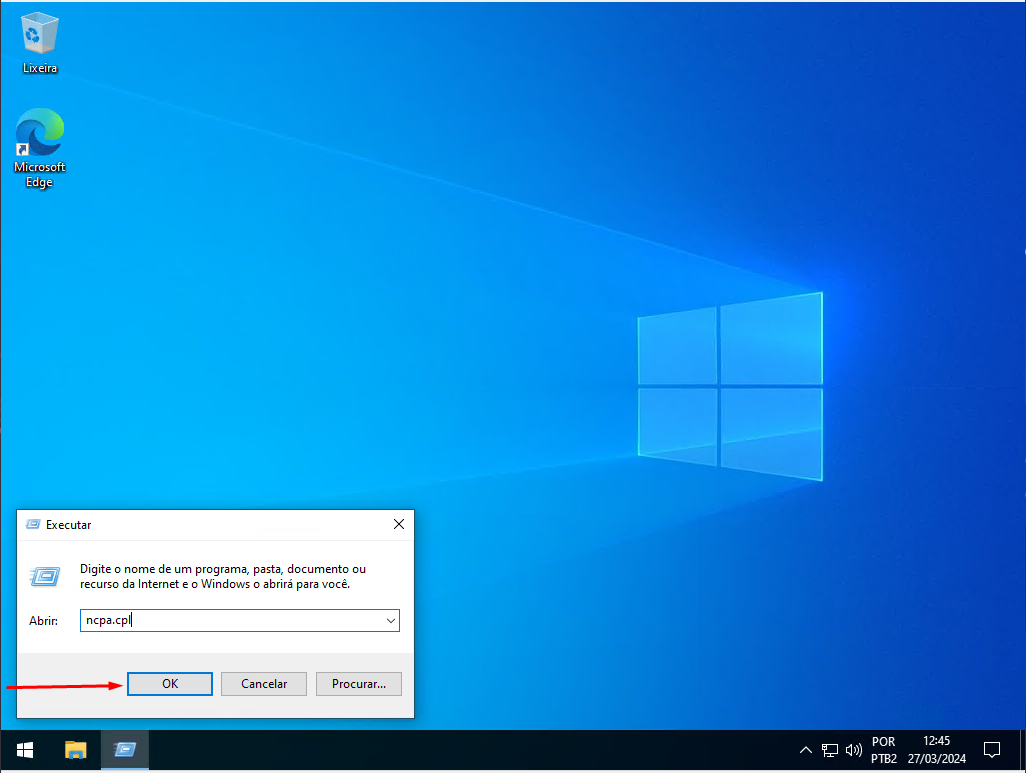 Lixeira
Microsoft
Edge
Executar
Digite o nome de um programa, pasta, documento ou
recurso da Internet e o Windows o abrirá para você.
Abrir:
ncpa.cpl
OK
Cancelar
Procurar...
POR
PTB2
12:45
27/03/2024